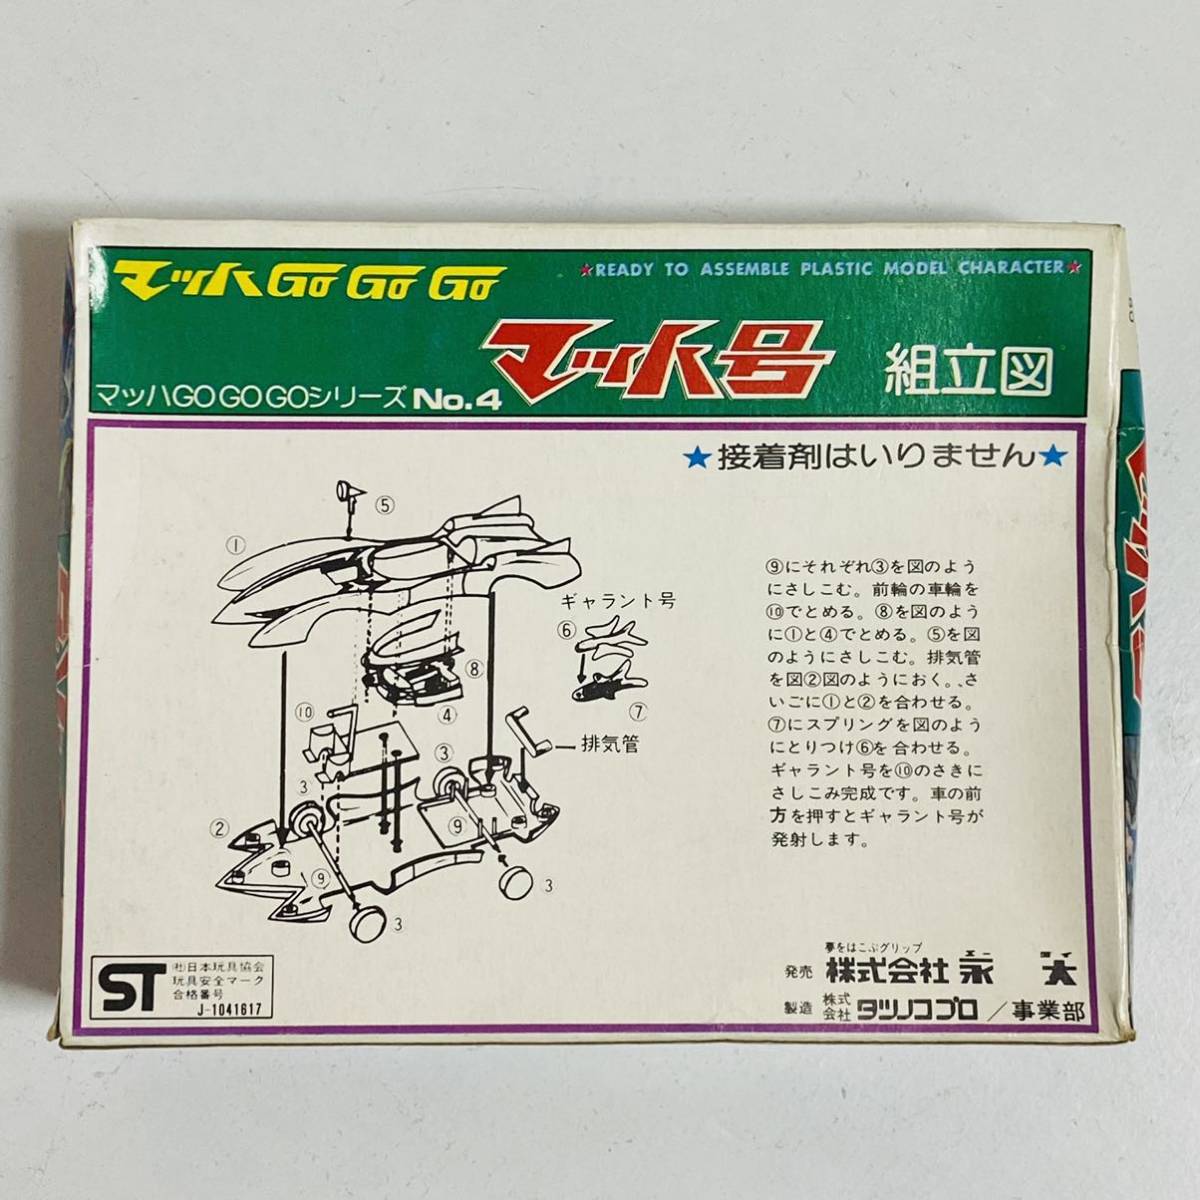 マッハGo Go Go
★READY TO ASSEMBLE PLASTIC MODEL CHARACTER★
マッハ号 組立図
マッハGO GO GOシリーズ No.4
★接着剤はいりません★
⑤
①
ギャラント号
⑥
⑧
⑦
⑩
④
排気管
③
3
②
⑨
⑨
3
3
⑨にそれぞれ③を図のよう
にさしこむ。前輪の車輪を
⑩でとめる。⑧を図のよう
に①と④でとめる。⑤を図
のようにさしこむ。排気管
を図②図のようにおく。、さ
いごに①と②を合わせる。
⑦にスプリングを図のよう
にとりつけ⑥を合わせる。
ギャラント号を⑩のさきに
さしこみ完成です。車の前
方を押すとギャラント号が
発射します。
ST
㈳日本玩具協会
玩具安全マーク
合格番号
J-1041617
夢をはこぶグリップ
エー ダイ
発売 株式会社 永 大
製造 株式会社 タツノコプロ／事業部